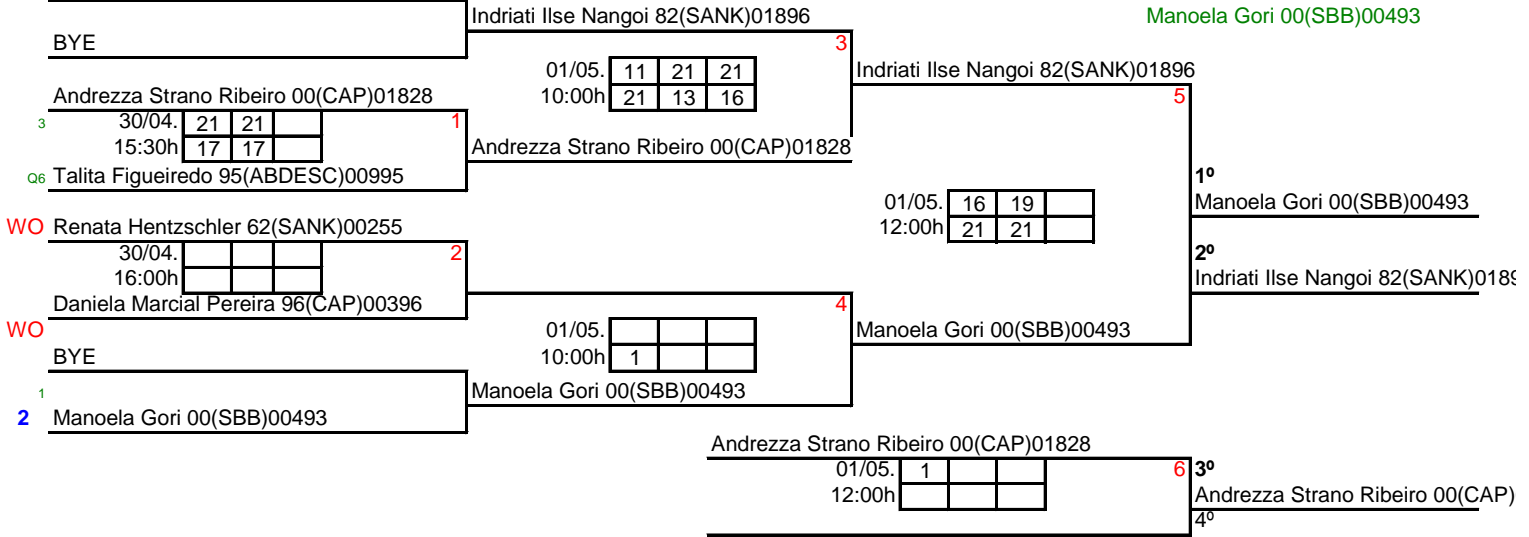 Indriati Ilse Nangoi 82(SANK)01896
Manoela Gori 00(SBB)00493
BYE
3
01/05. 11 21 21
10:00h 21 13 16
Indriati Ilse Nangoi 82(SANK)01896
5
Andrezza Strano Ribeiro 00(CAP)01828
3 30/04. 21 21 1
15:30h 17 17
Andrezza Strano Ribeiro 00(CAP)01828
Q6 Talita Figueiredo 95(ABDESC)00995
1º
01/05. 16 19
12:00h 21 21
Manoela Gori 00(SBB)00493
WO Renata Hentzschler 62(SANK)00255
30/04. 2
16:00h
2º
Indriati Ilse Nangoi 82(SANK)0189
Daniela Marcial Pereira 96(CAP)00396
4
WO
01/05.
10:00h 1
Manoela Gori 00(SBB)00493
BYE
1
Manoela Gori 00(SBB)00493
2 Manoela Gori 00(SBB)00493
Andrezza Strano Ribeiro 00(CAP)01828
01/05. 1 6 3º
12:00h
Andrezza Strano Ribeiro 00(CAP)
4º